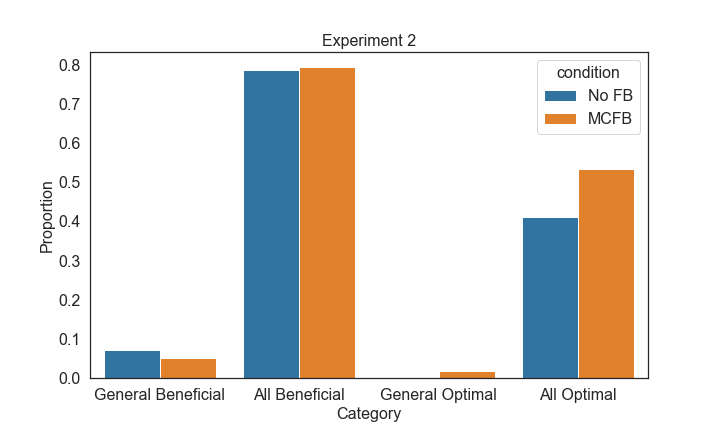 Experiment 2
condition
No FB
MCFB
Proportion
0.8
0.7
0.6
0.5
0.4
0.3
0.2
0.1
0.0
General Beneficial
All Beneficial
General Optimal
All Optimal
Category